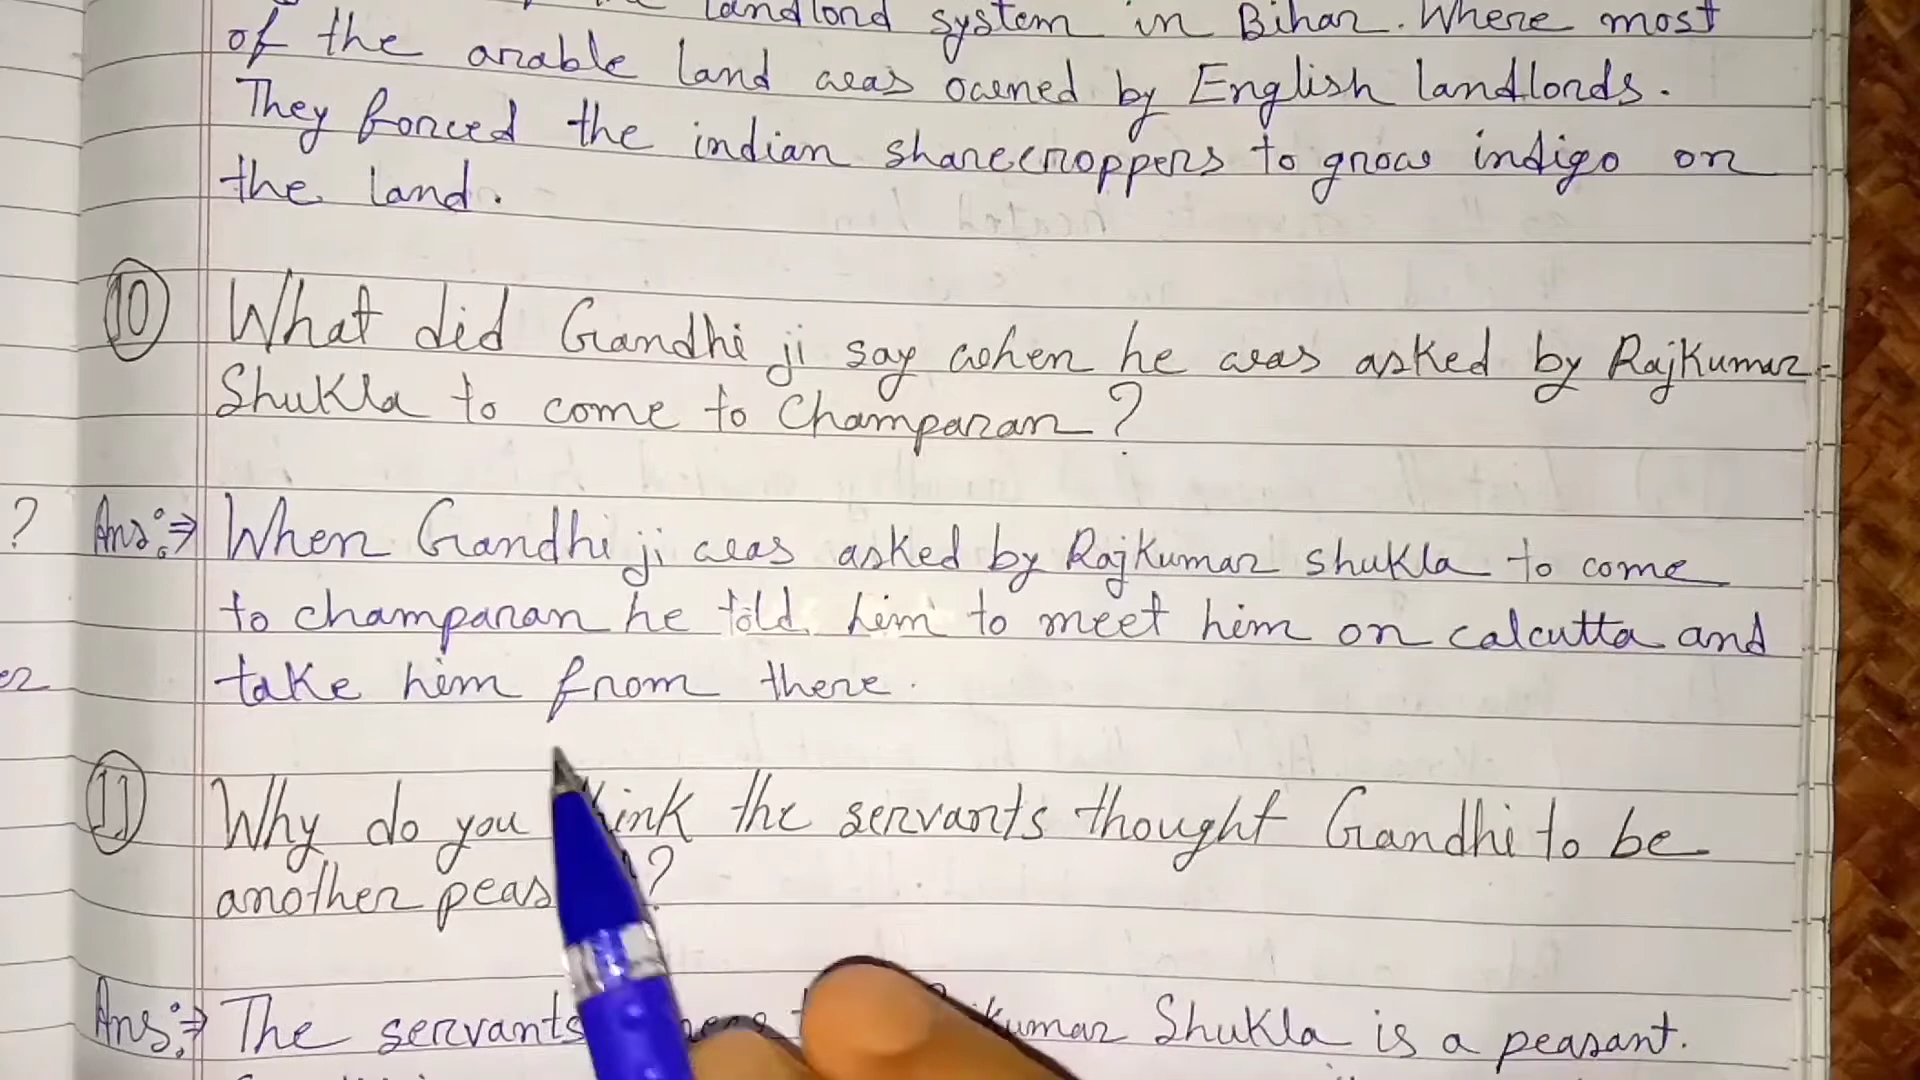 landlord system in Bihar. Where most
of the arable land was owned by English landlords.
They forced the indian sharecroppers to grow indigo on
the land.
10 What did Gandhi ji say when he was asked by RajKumar
Shukla to come to Champaran ?
? Ans:⇒ When Gandhi ji was asked by RajKumar shukla to come
to champaran he told him to meet him on calcutta and
take him from there.
11 Why do you think the servants thought Gandhi to be
another ?
Ans:⇒ The servants kumar Shukla is a peasant.